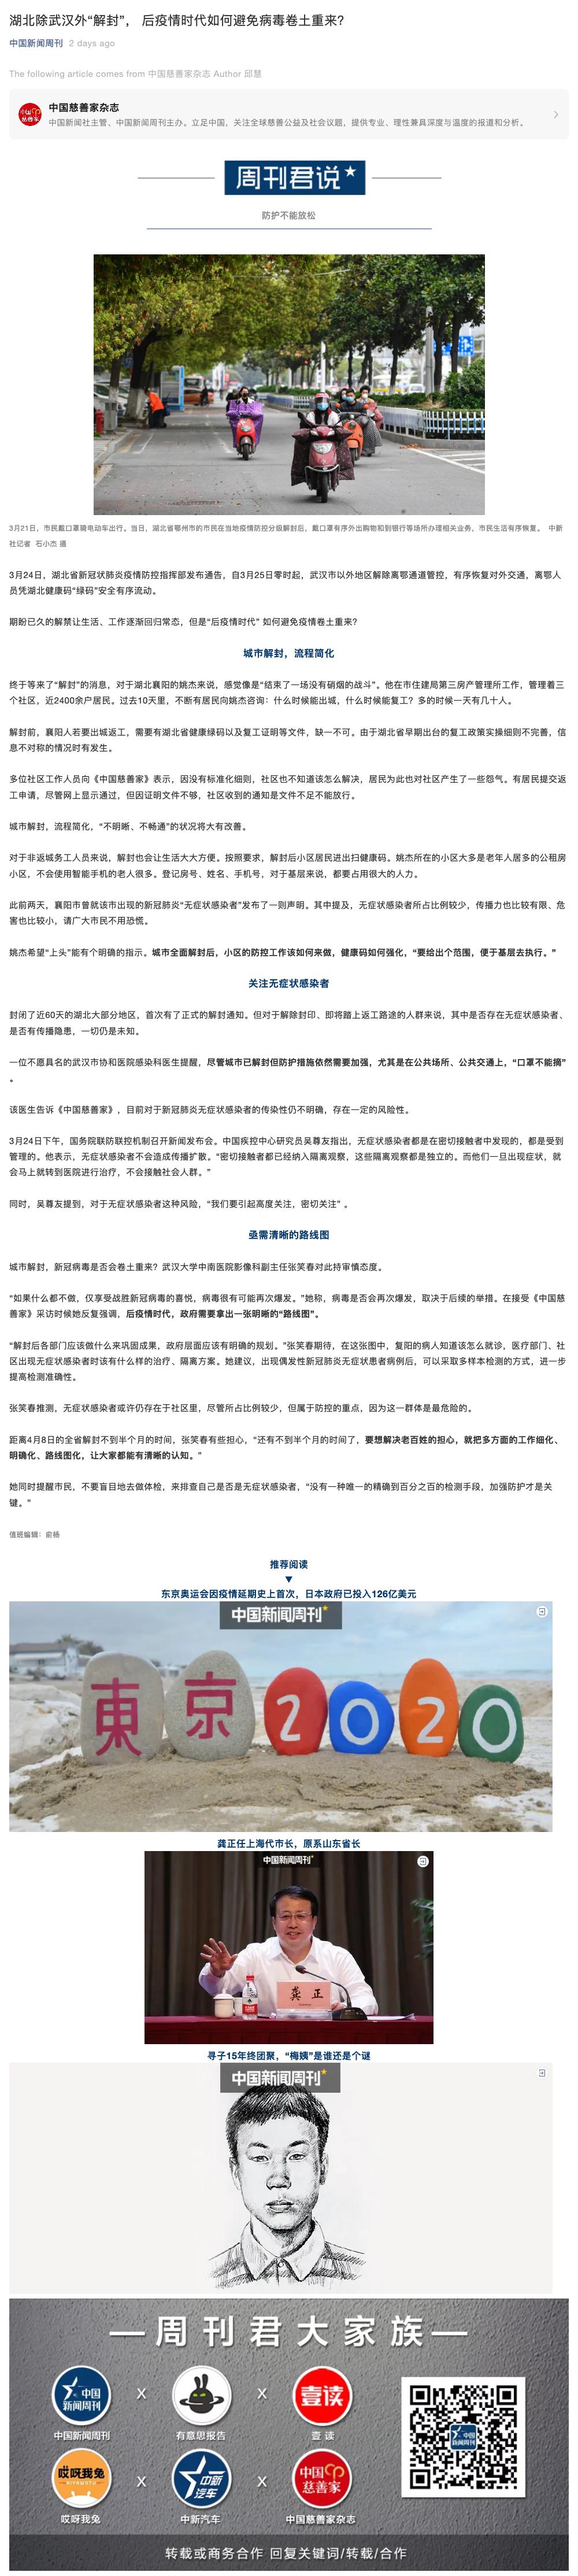 湖北除武汉外“解封”， 后疫情时代如何避免病毒卷土重来?
中国新闻周刊 2 days ago
The following article comes from 中国慈善家杂志 Author 邱慧
中国慈善家杂志
中国新闻社主管、中国新闻周刊主办。立足中国，关注全球慈善公益及社会议题，提供专业、理性兼具深度与温度的报道和分析。
周刊君说
防护不能放松
3月21日，市民戴口罩骑电动车出行。当日，湖北省鄂州市的市民在当地疫情防控分级解封后，戴口罩有序外出购物和到银行等场所办理相关业务，市民生活有序恢复。 中新
社记者 石小杰 摄
3月24日，湖北省新冠状肺炎疫情防控指挥部发布通告，自3月25日零时起，武汉市以外地区解除离鄂通道管控，有序恢复对外交通，离鄂人
员凭湖北健康码“绿码”安全有序流动。
期盼已久的解禁让生活、工作逐渐回归常态，但是“后疫情时代” 如何避免疫情卷土重来?
城市解封，流程简化
终于等来了“解封”的消息，对于湖北襄阳的姚杰来说，感觉像是“结束了一场没有硝烟的战斗”。他在市住建局第三房产管理所工作，管理着三
个社区，近2400余户居民。过去10天里，不断有居民向姚杰咨询：什么时候能出城，什么时候能复工？多的时候一天有几十人。
解封前，襄阳人若要出城返工，需要有湖北省健康绿码以及复工证明等文件，缺一不可。由于湖北省早期出台的复工政策实操细则不完善，信
息不对称的情况时有发生。
多位社区工作人员向《中国慈善家》表示，因没有标准化细则，社区也不知道该怎么解决，居民为此也对社区产生了一些怨气。有居民提交返
工申请，尽管网上显示通过，但因证明文件不够，社区收到的通知是文件不足不能放行。
城市解封，流程简化，“不明晰、不畅通”的状况将大有改善。
对于非返城务工人员来说，解封也会让生活大大方便。按照要求，解封后小区居民进出扫健康码。姚杰所在的小区大多是老年人居多的公租房
小区，不会使用智能手机的老人很多。登记房号、姓名、手机号，对于基层来说，都要占用很大的人力。
此前两天，襄阳市曾就该市出现的新冠肺炎“无症状感染者”发布了一则声明。其中提及，无症状感染者所占比例较少，传播力也比较有限、危
害也比较小，请广大市民不用恐慌。
姚杰希望“上头”能有个明确的指示。城市全面解封后，小区的防控工作该如何来做，健康码如何强化，“要给出个范围，便于基层去执行。”
关注无症状感染者
封闭了近60天的湖北大部分地区，首次有了正式的解封通知。但对于解除封印、即将踏上返工路途的人群来说，其中是否存在无症状感染者、
是否有传播隐患，一切仍是未知。
一位不愿具名的武汉市协和医院感染科医生提醒，尽管城市已解封但防护措施依然需要加强，尤其是在公共场所、公共交通上，“口罩不能摘”
。
该医生告诉《中国慈善家》，目前对于新冠肺炎无症状感染者的传染性仍不明确，存在一定的风险性。
3月24日下午，国务院联防联控机制召开新闻发布会。中国疾控中心研究员吴尊友指出，无症状感染者都是在密切接触者中发现的，都是受到
管理的。他表示，无症状感染者不会造成传播扩散。“密切接触者都已经纳入隔离观察，这些隔离观察都是独立的。而他们一旦出现症状，就
会马上就转到医院进行治疗，不会接触社会人群。”
同时，吴尊友提到，对于无症状感染者这种风险，“我们要引起高度关注，密切关注” 。
亟需清晰的路线图
城市解封，新冠病毒是否会卷土重来？武汉大学中南医院影像科副主任张笑春对此持审慎态度。
“如果什么都不做，仅享受战胜新冠病毒的喜悦，病毒很有可能再次爆发。”她称，病毒是否会再次爆发，取决于后续的举措。在接受《中国慈
善家》采访时候她反复强调，后疫情时代，政府需要拿出一张明晰的“路线图”。
“解封后各部门应该做什么来巩固成果，政府层面应该有明确的规划。”张笑春期待，在这张图中，复阳的病人知道该怎么就诊，医疗部门、社
区出现无症状感染者时该有什么样的治疗、隔离方案。她建议，出现偶发性新冠肺炎无症状患者病例后，可以采取多样本检测的方式，进一步
提高检测准确性。
张笑春推测，无症状感染者或许仍存在于社区里，尽管所占比例较少，但属于防控的重点，因为这一群体是最危险的。
距离4月8日的全省解封不到半个月的时间，张笑春有些担心，“还有不到半个月的时间了，要想解决老百姓的担心，就把多方面的工作细化、
明确化、路线图化，让大家都能有清晰的认知。”
她同时提醒市民，不要盲目地去做体检，来排查自己是否是无症状感染者，“没有一种唯一的精确到百分之百的检测手段，加强防护才是关
键。”
值班编辑：俞杨
推荐阅读
▼
东京奥运会因疫情延期史上首次，日本政府已投入126亿美元
中国新闻周刊
東京2020
龚正任上海代市长，原系山东省长
中国新闻周刊
龚正
寻子15年终团聚，“梅姨”是谁还是个谜
中国新闻周刊
周刊君大家族
中国新闻周刊 X X 壹读
中国新闻周刊 有意思报告 壹读
哎呀我兔 X 中新汽车 X 中国慈善家
哎呀我兔 中新汽车 中国慈善家杂志
转载或商务合作 回复关键词/转载/合作